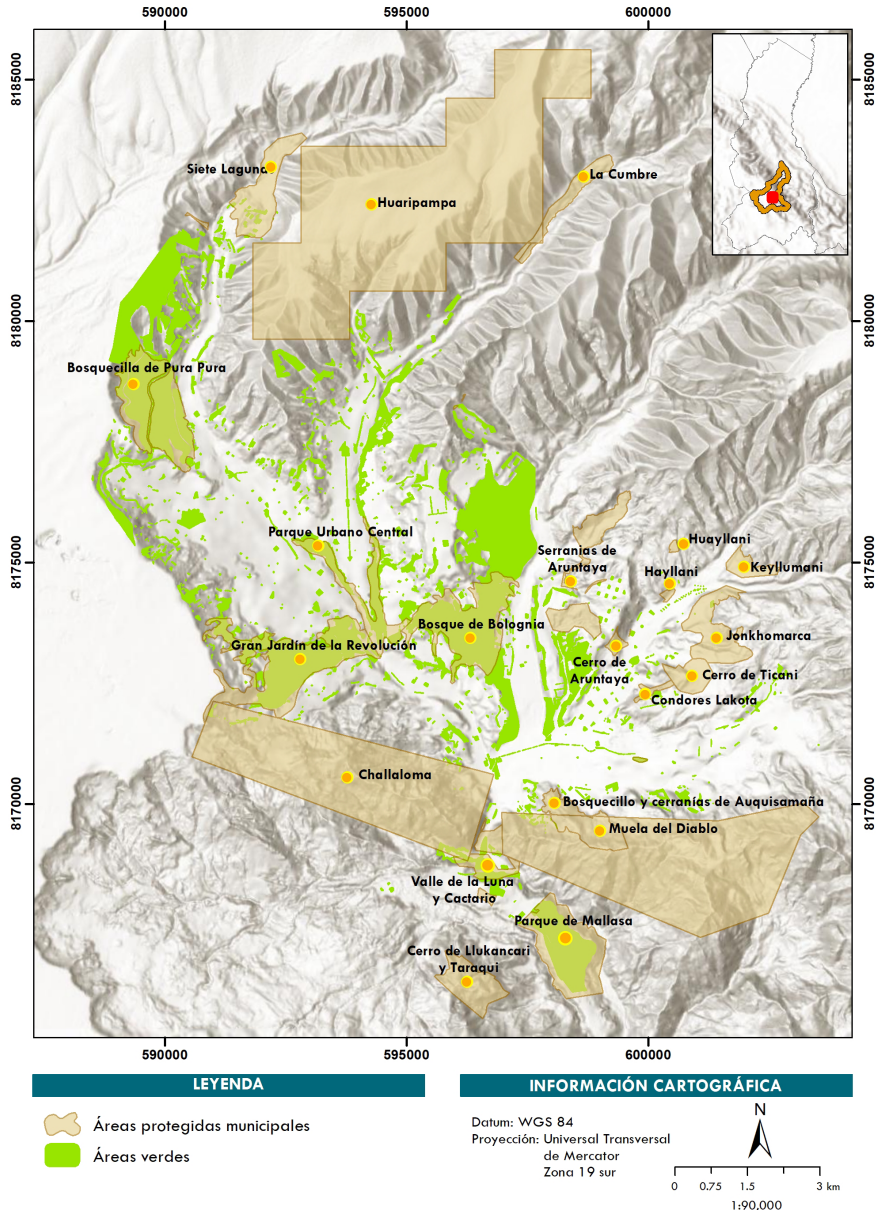 590000
595000
600000
8185000
8185000
Siete Lagunas
La Cumbre
Huaripampa
8180000
8180000
Bosquecilla de Pura Pura
Parque Urbano Central
Huayllani
Serranias de
Aruntaya
8175000
8175000
Hayllani
Keyllumani
Bosque de Bolognia
Jonkhomarca
Gran Jardín de la Revolución
Cerro de
Aruntaya
Cerro de Ticani
Condores Lakota
Challaloma
8170000
8170000
Bosquecillo y cerranías de Auquisamaña
Muela del Diablo
Valle de la Luna
y Cactario
Parque de Mallasa
Cerro de Llukancari
y Taraqui
590000
595000
600000
LEYENDA
Áreas protegidas municipales
Áreas verdes
INFORMACIÓN CARTOGRÁFICA
Datum: WGS 84
Proyección: Universal Transversal
de Mercator
Zona 19 sur
N
0 0.75 1.5 3 km
1:90.000